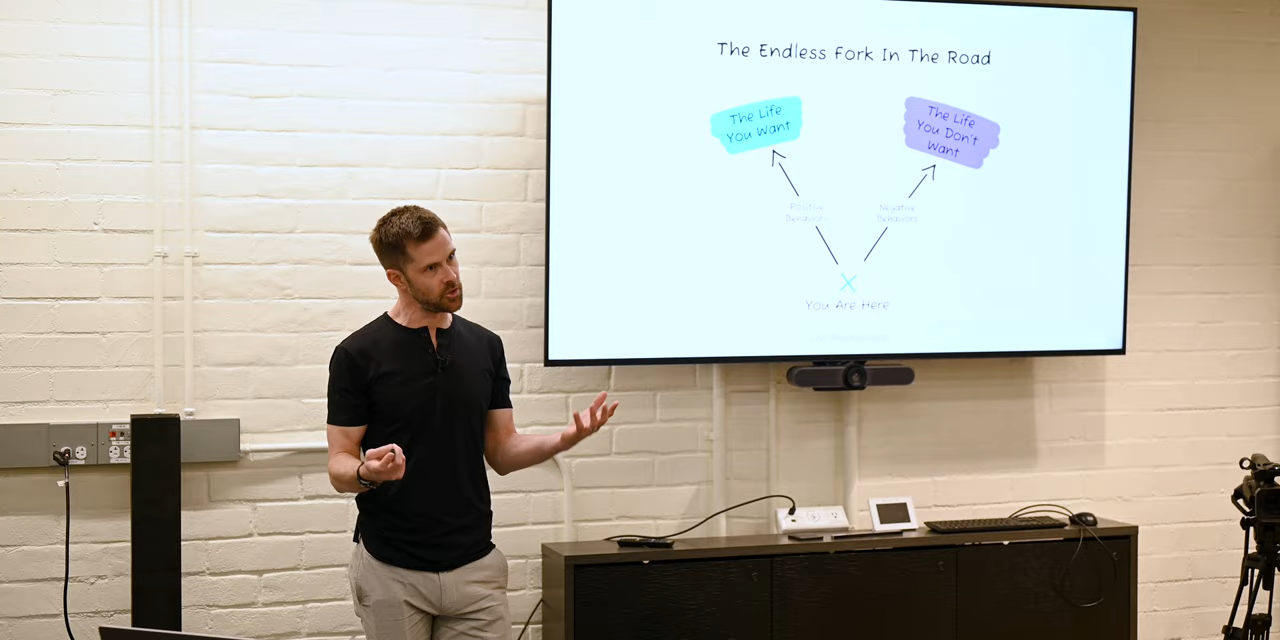 The Endless Fork In The Road
The Life
You Want
The Life
You Don't
Want
Positive
Behaviors
Negative
Behaviors
X
You Are Here